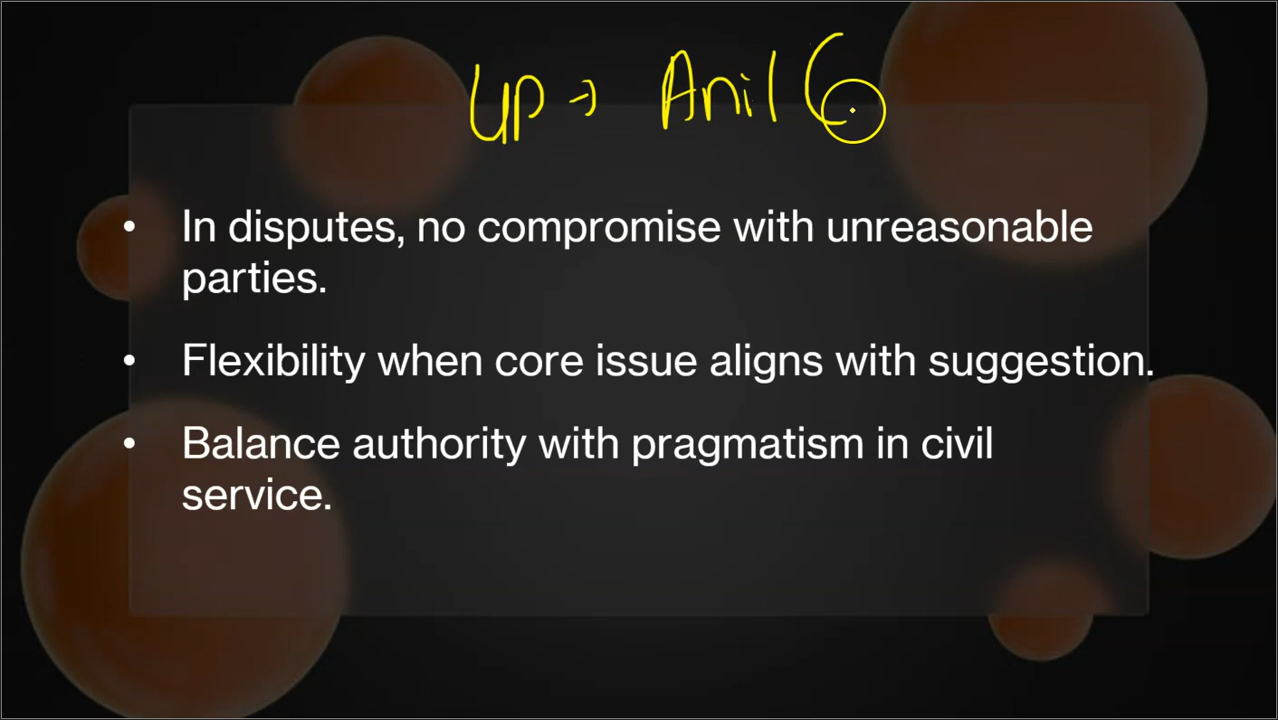 UP → Anil G
• In disputes, no compromise with unreasonable
parties.
• Flexibility when core issue aligns with suggestion.
• Balance authority with pragmatism in civil
service.